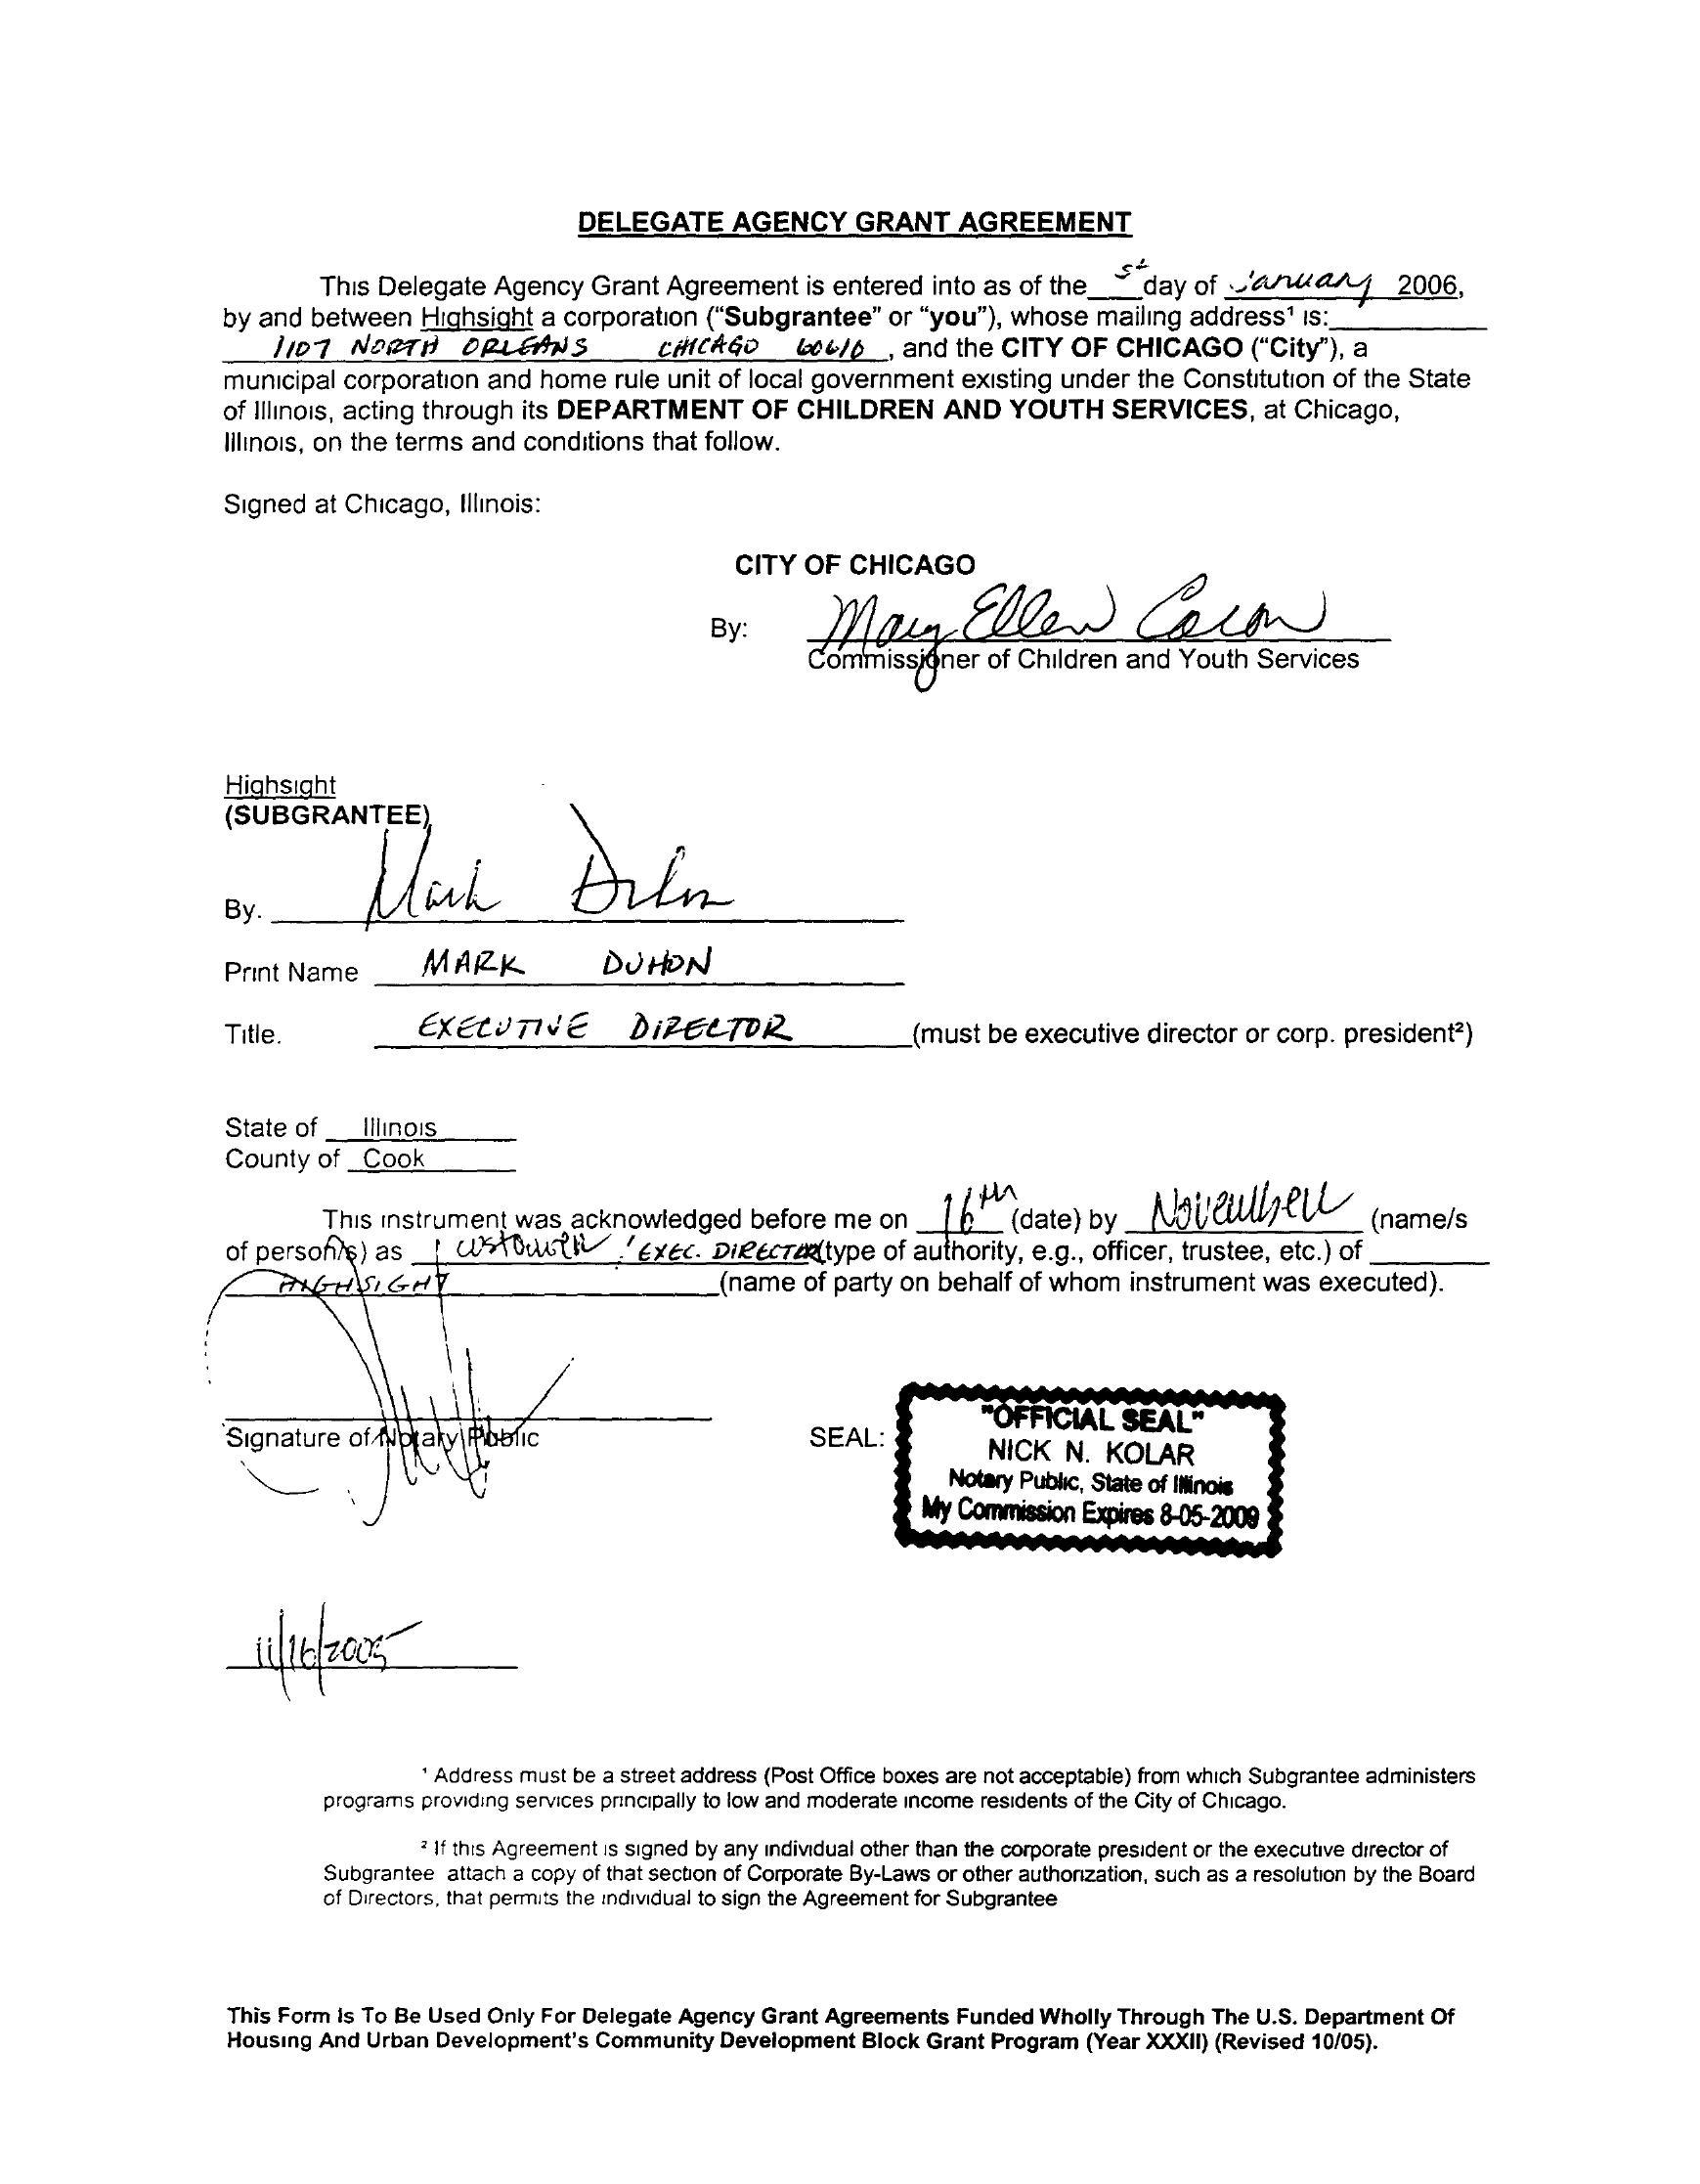 DELEGATE AGENCY GRANT AGREEMENT
This Delegate Agency Grant Agreement is entered into as of the st day of January 2006,
by and between Highsight a corporation ("Subgrantee" or "you"), whose mailing address¹ is:
1107 NORTH ORLEANS CHICAGO 60610, and the CITY OF CHICAGO ("City"), a
municipal corporation and home rule unit of local government existing under the Constitution of the State
of Illinois, acting through its DEPARTMENT OF CHILDREN AND YOUTH SERVICES, at Chicago,
Illinois, on the terms and conditions that follow.
Signed at Chicago, Illinois:
CITY OF CHICAGO
By: Mary Ellen Caron
Commissioner of Children and Youth Services
Highsight
(SUBGRANTEE)
By. Mark Duhon
Print Name MARK DUHON
Title. EXECUTIVE DIRECTOR (must be executive director or corp. president²)
State of Illinois
County of Cook
This instrument was acknowledged before me on 16th (date) by November (name/s
of person/s) as customer / EXEC. DIRECTOR (type of authority, e.g., officer, trustee, etc.) of
HIGHSIGHT (name of party on behalf of whom instrument was executed).
Signature of Notary Public
SEAL:
"OFFICIAL SEAL"
NICK N. KOLAR
Notary Public, State of Illinois
My Commission Expires 8-05-2009
11/16/2005
¹ Address must be a street address (Post Office boxes are not acceptable) from which Subgrantee administers
programs providing services principally to low and moderate income residents of the City of Chicago.
² If this Agreement is signed by any individual other than the corporate president or the executive director of
Subgrantee attach a copy of that section of Corporate By-Laws or other authorization, such as a resolution by the Board
of Directors, that permits the individual to sign the Agreement for Subgrantee
This Form Is To Be Used Only For Delegate Agency Grant Agreements Funded Wholly Through The U.S. Department Of
Housing And Urban Development's Community Development Block Grant Program (Year XXXII) (Revised 10/05).